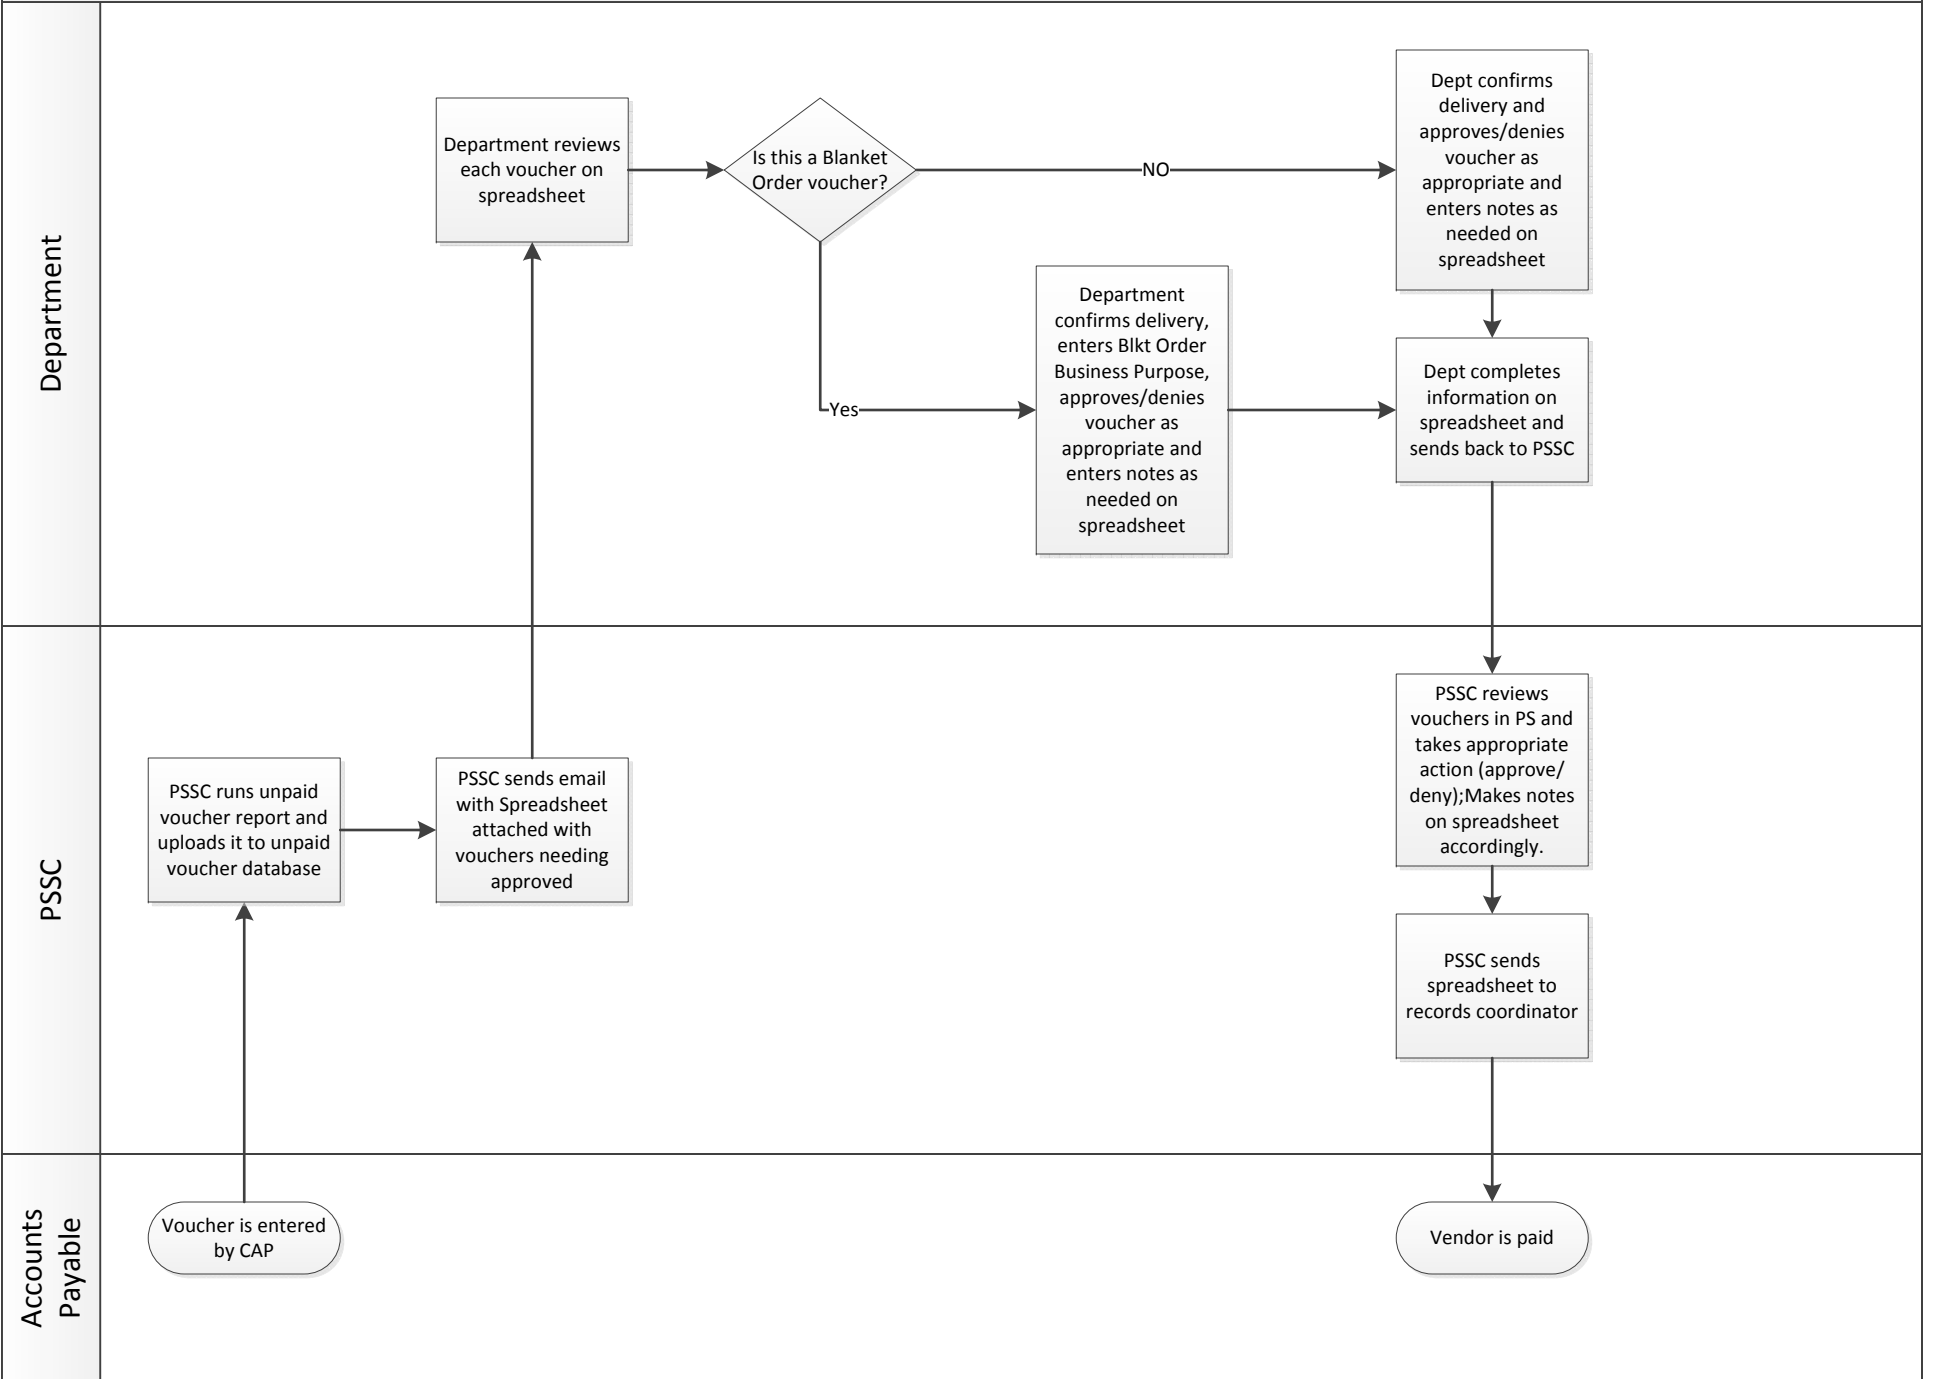 Department
Department reviews
each voucher on
spreadsheet
Is this a Blanket
Order voucher?
NO
Dept confirms
delivery and
approves/denies
voucher as
appropriate and
enters notes as
needed on
spreadsheet
Yes
Department
confirms delivery,
enters Blkt Order
Business Purpose,
approves/denies
voucher as
appropriate and
enters notes as
needed on
spreadsheet
Dept completes
information on
spreadsheet and
sends back to PSSC
PSSC
PSSC runs unpaid
voucher report and
uploads it to unpaid
voucher database
PSSC sends email
with Spreadsheet
attached with
vouchers needing
approved
PSSC reviews
vouchers in PS and
takes appropriate
action (approve/
deny);Makes notes
on spreadsheet
accordingly.
PSSC sends
spreadsheet to
records coordinator
Accounts
Payable
Voucher is entered
by CAP
Vendor is paid